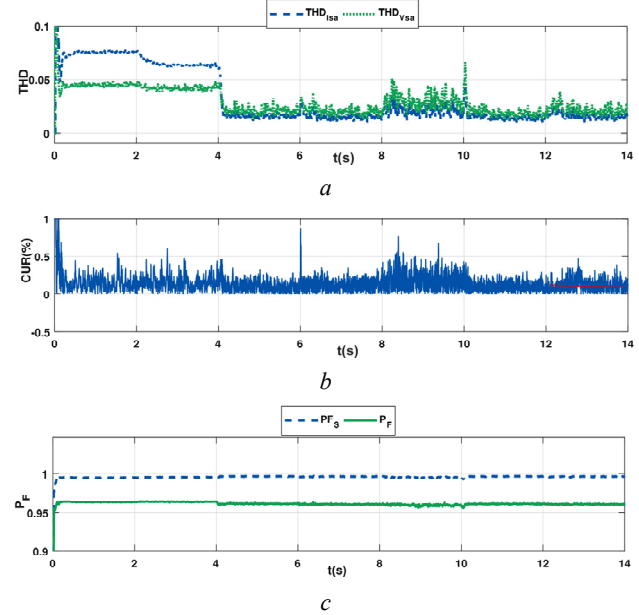 THD_isa THD_Vsa
0.1
0.05
0
THD
0 2 4 6 8 10 12 14
t(s)
a
1
0.5
0
-0.5
CUR(%)
0 2 4 6 8 10 12 14
t(s)
b
PF_S P_F
1
0.95
0.9
P_F
0 2 4 6 8 10 12 14
t(s)
c